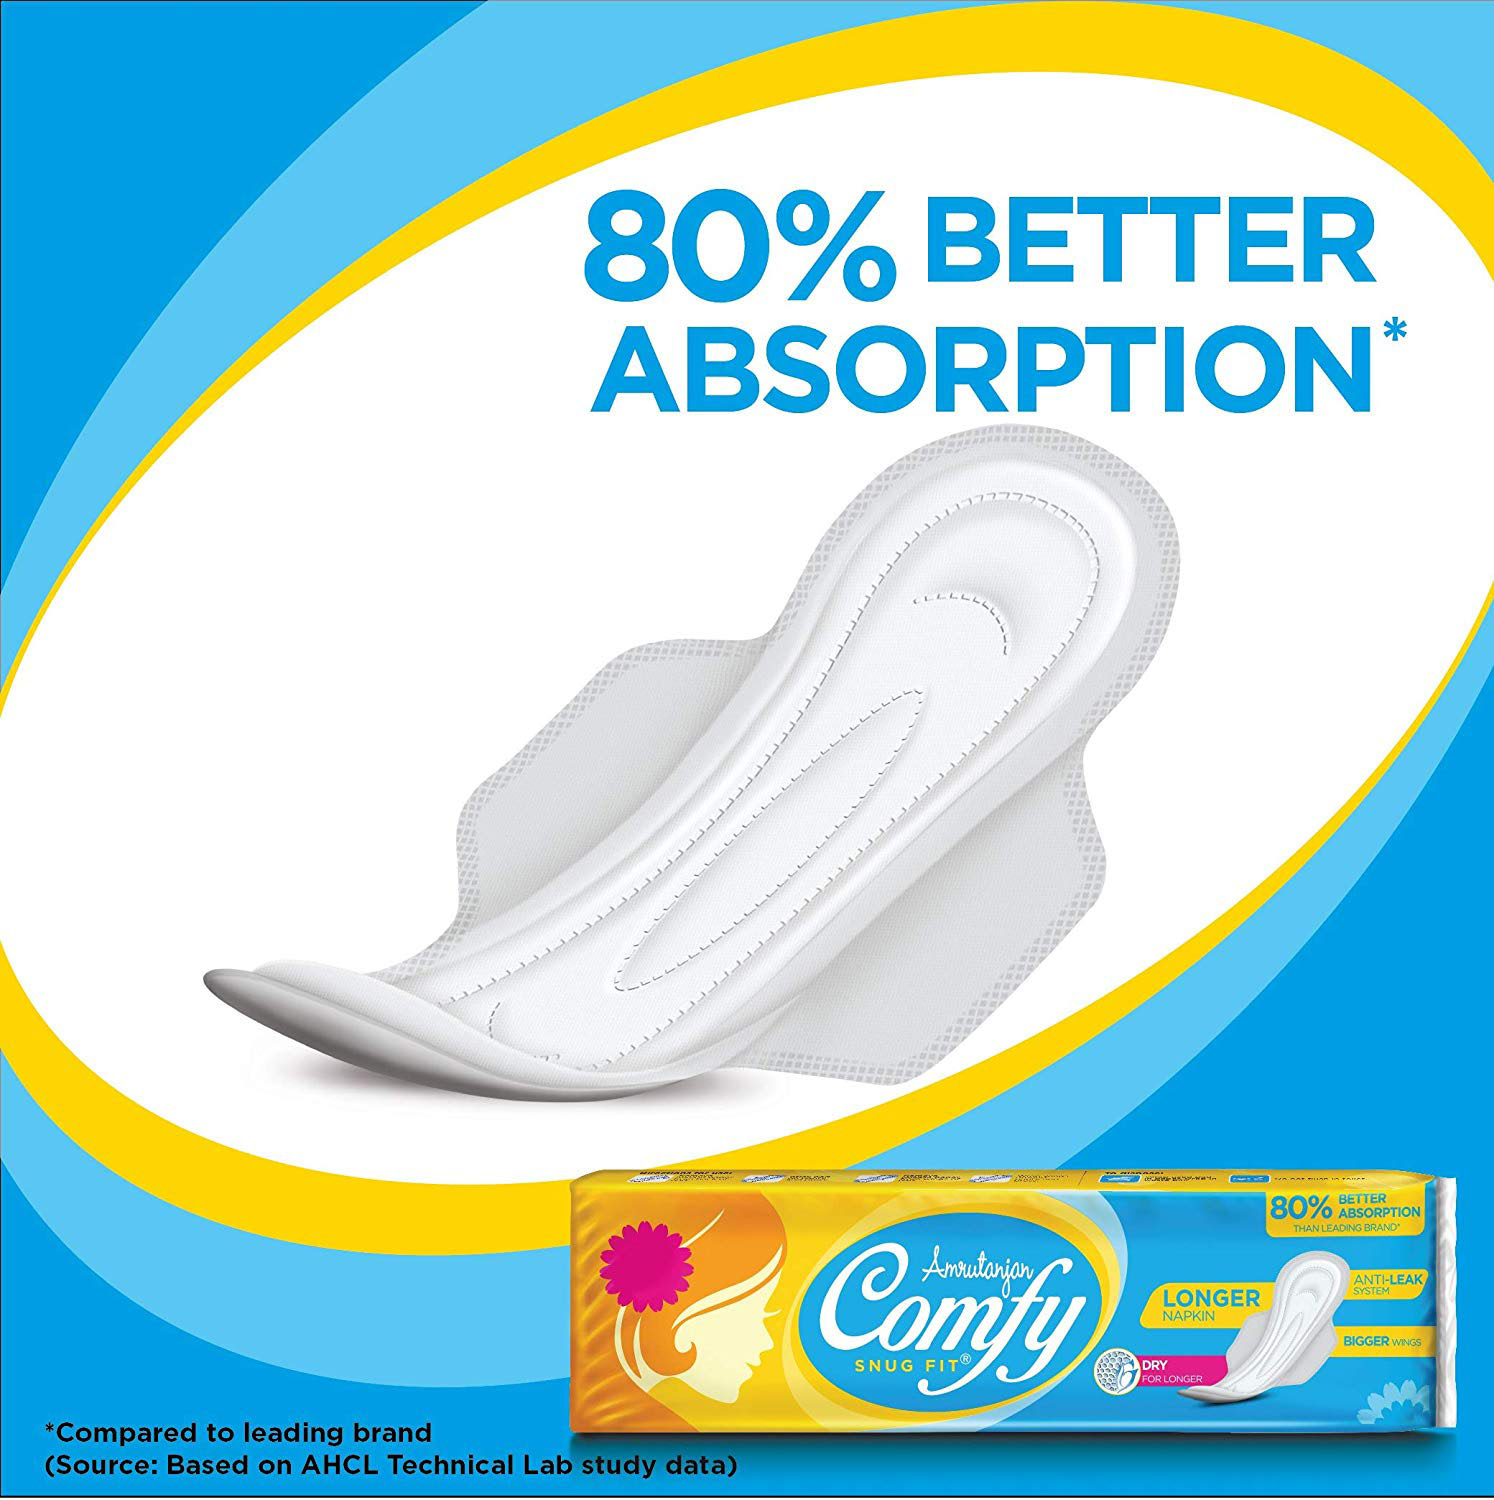 80% BETTER
ABSORPTION*
80% BETTER
ABSORPTION
THAN LEADING BRAND*
Amrutanjan
Comfy
SNUG FIT®
LONGER
NAPKIN
ANTI-LEAK
SYSTEM
BIGGER WINGS
DRY
FOR LONGER
*Compared to leading brand
(Source: Based on AHCL Technical Lab study data)